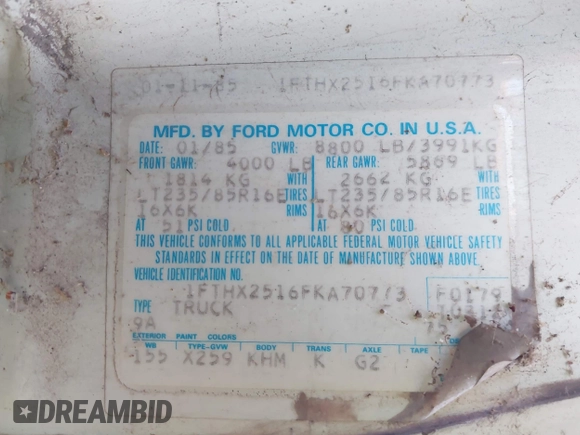 01-11-85 1FTHX2516FKA70773
MFD. BY FORD MOTOR CO. IN U.S.A.
DATE: 01/85 GVWR: 8800 LB/3991KG
FRONT GAWR: 4000 LB REAR GAWR: 5869 LB
1814 KG WITH 2662 KG WITH
LT235/85R16E TIRES LT235/85R16E TIRES
16X6K RIMS 16X6K RIMS
AT 51 PSI COLD AT 80 PSI COLD
THIS VEHICLE CONFORMS TO ALL APPLICABLE FEDERAL MOTOR VEHICLE SAFETY
STANDARDS IN EFFECT ON THE DATE OF MANUFACTURE SHOWN ABOVE.
VEHICLE IDENTIFICATION NO.
1FTHX2516FKA70773 F0179
TYPE TRUCK
9A 75
EXTERIOR PAINT COLORS
WB TYPE-GVW BODY TRANS AXLE TAPE
155 X259 KHM K G2
DREAMBID